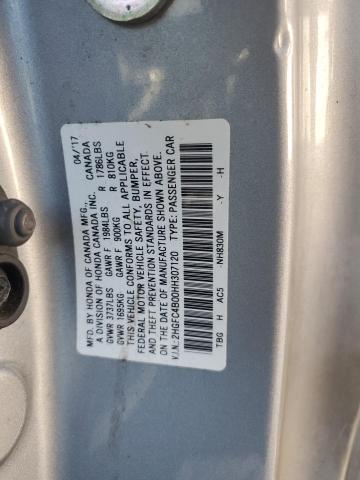 MFD. BY HONDA OF CANADA MFG., 04/'17
A DIVISION OF HONDA CANADA INC. CANADA
GVWR 3737LBS GAWR F 1984LBS R 1786LBS
GVWR 1695KG GAWR F 900KG R 810KG
THIS VEHICLE CONFORMS TO ALL APPLICABLE
FEDERAL MOTOR VEHICLE SAFETY, BUMPER,
AND THEFT PREVENTION STANDARDS IN EFFECT
ON THE DATE OF MANUFACTURE SHOWN ABOVE.
V.I.N.: 2HGFC4B00HH307120 TYPE: PASSENGER CAR
TBG H AC5 -NH830M -Y -H